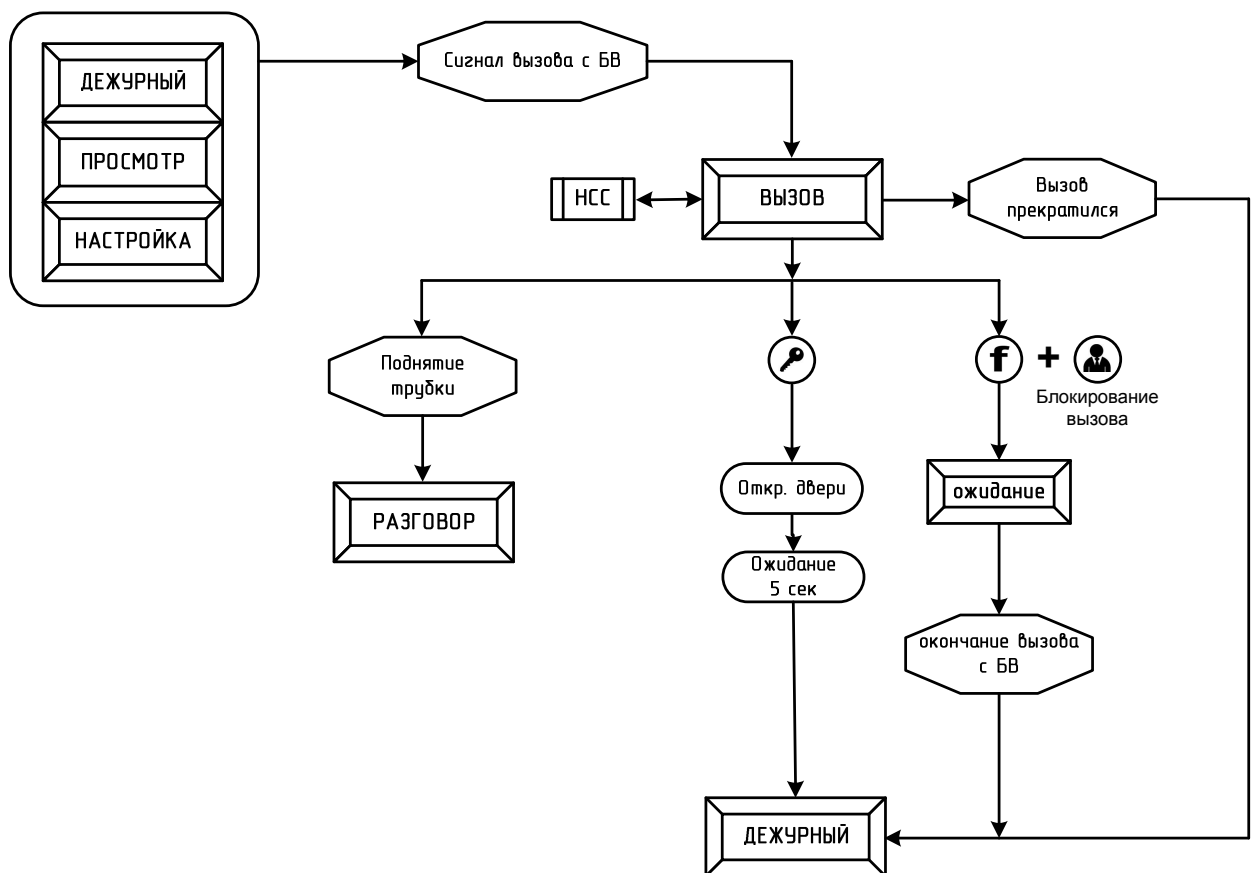 ДЕЖУРНЫЙ
Сигнал вызова с БВ
ПРОСМОТР
НАСТРОЙКА
НСС
ВЫЗОВ
Вызов
прекратился
Поднятие
трубки
f +
Блокирование
вызова
РАЗГОВОР
Откр. двери
ожидание
Ожидание
5 сек
окончание вызова
с БВ
ДЕЖУРНЫЙ